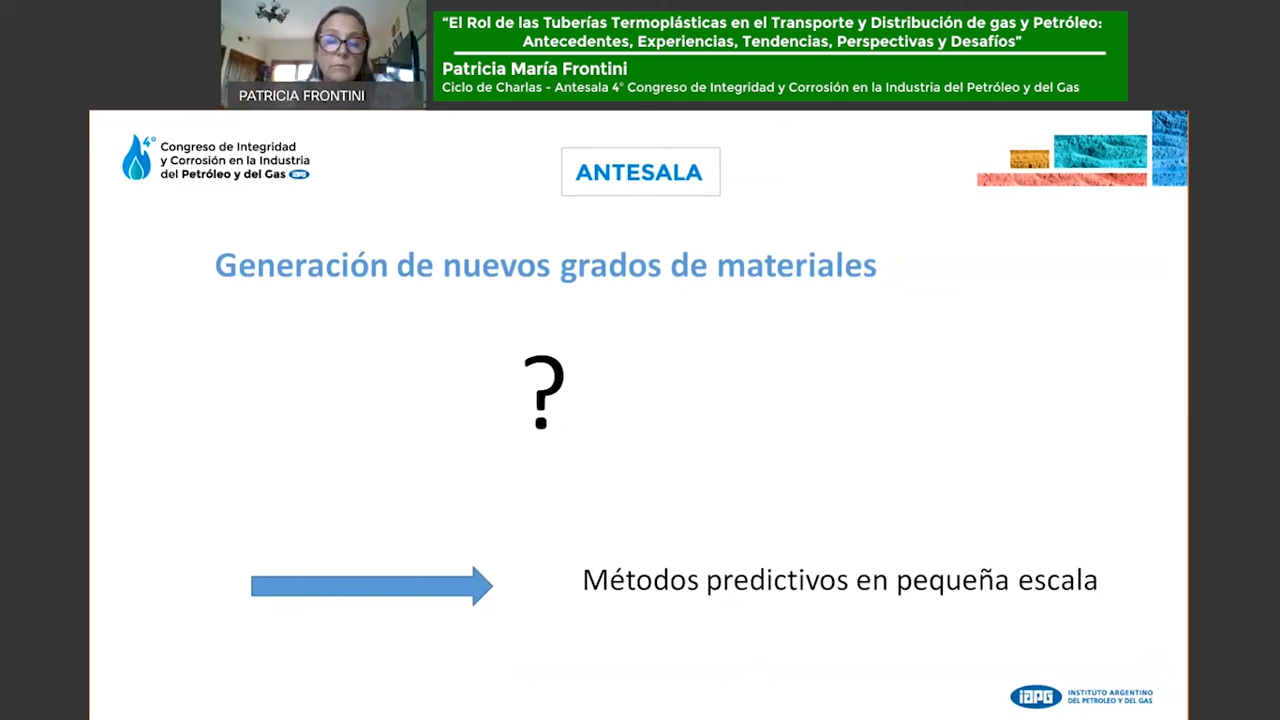 “El Rol de las Tuberías Termoplásticas en el Transporte y Distribución de gas y Petróleo:
Antecedentes, Experiencias, Tendencias, Perspectivas y Desafíos”
Patricia María Frontini
Ciclo de Charlas - Antesala 4° Congreso de Integridad y Corrosión en la Industria del Petróleo y del Gas
PATRICIA FRONTINI
4°
Congreso de Integridad
y Corrosión en la Industria
del Petróleo y del Gas IAPG
ANTESALA
Generación de nuevos grados de materiales
?
Métodos predictivos en pequeña escala
IAPG
INSTITUTO ARGENTINO
DEL PETROLEO Y DEL GAS